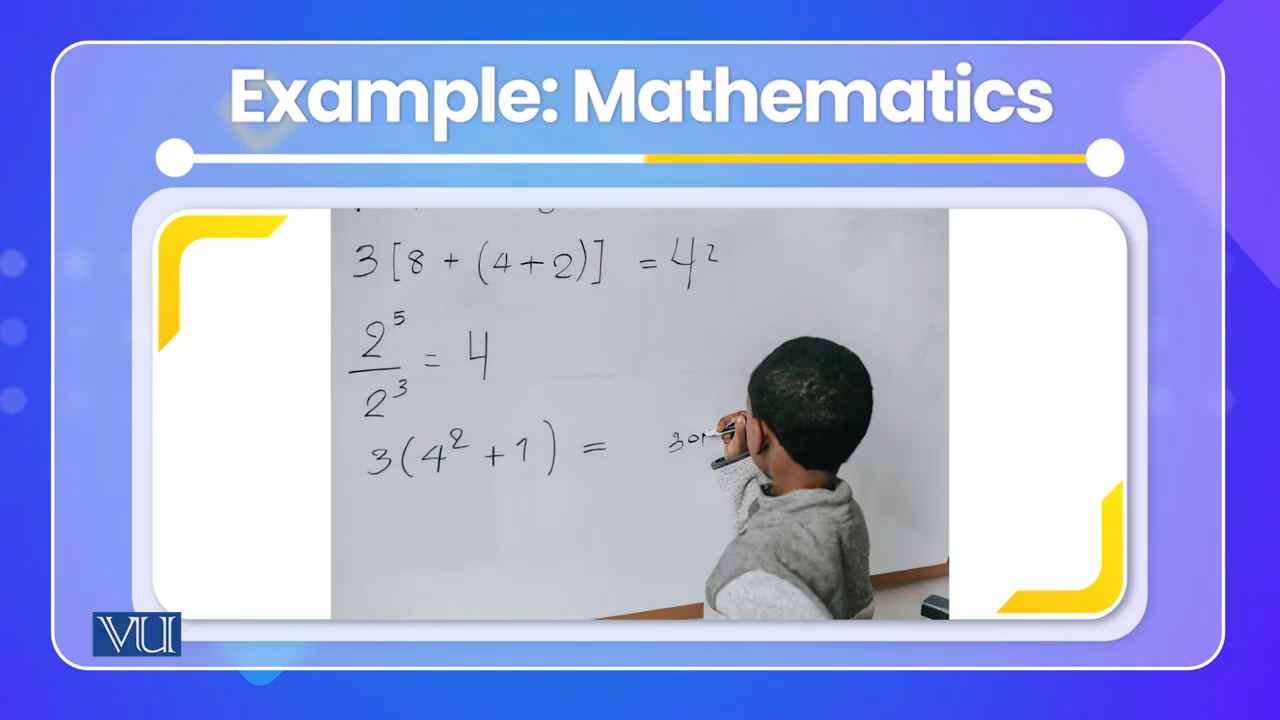 Example: Mathematics
3[8 + (4+2)] = 4²
2⁵
— = 4
2³
3(4² + 1) =
VU